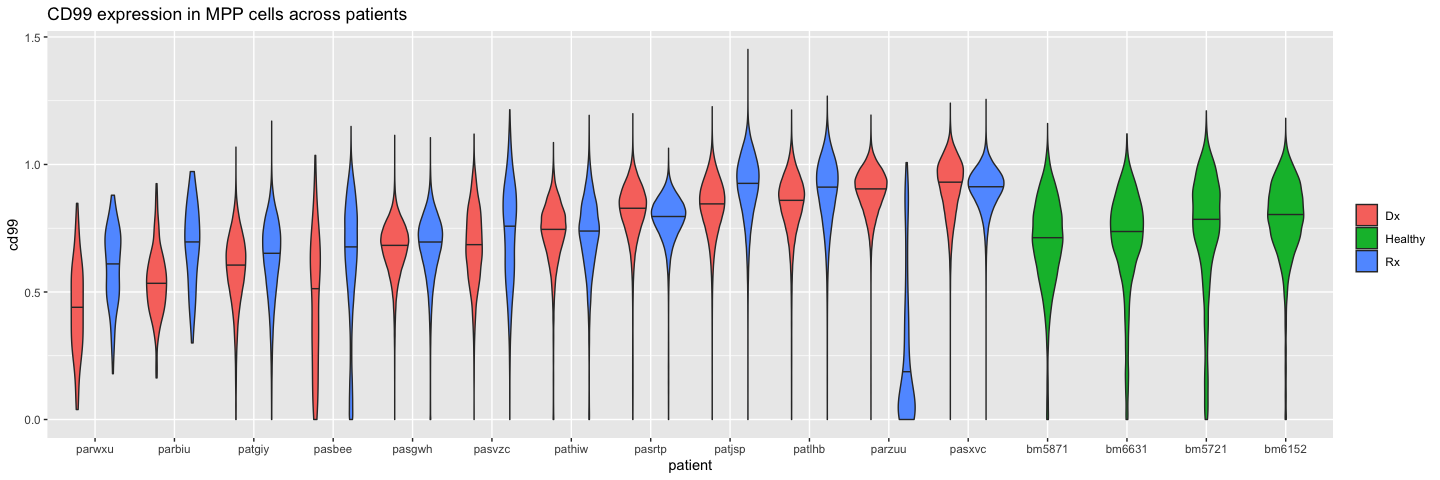 CD99 expression in MPP cells across patients
cd99
1.5
1.0
0.5
0.0
parwxu parbiu patgiy pasbee pasgwh pasvzc pathiw pasrtp patjsp patlhb parzuu pasxvc bm5871 bm6631 bm5721 bm6152
patient
Dx
Healthy
Rx